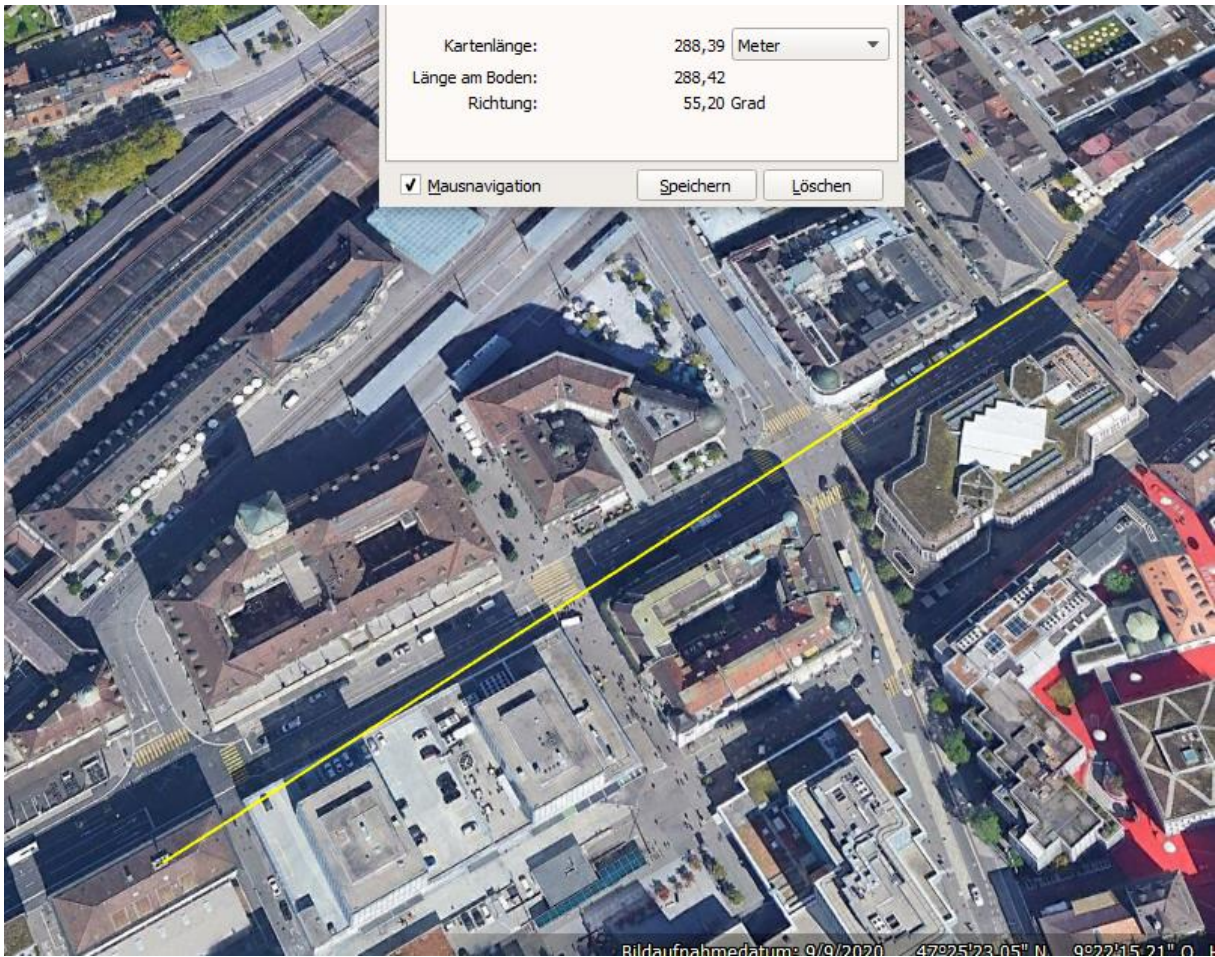 Kartenlänge: 288,39 Meter
Länge am Boden: 288,42
Richtung: 55,20 Grad
Mausnavigation Speichern Löschen
Bildaufnahmedatum: 9/9/2020 47°25'23.05" N 9°22'15.21" O H